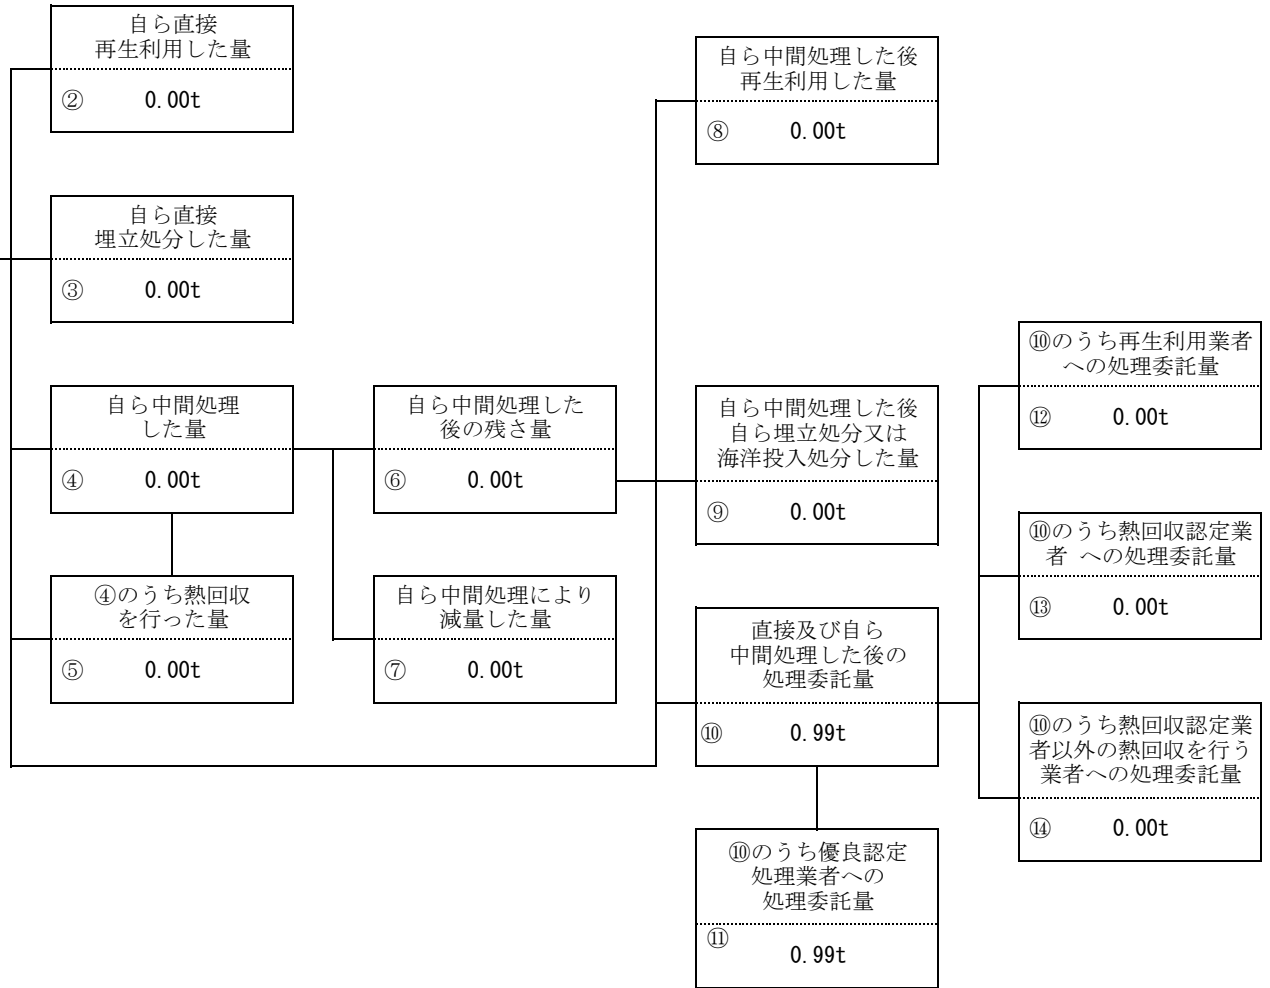 自ら直接
再生利用した量
② 0.00t
自ら直接
埋立処分した量
③ 0.00t
自ら中間処理
した量
④ 0.00t
④のうち熱回収
を行った量
⑤ 0.00t
自ら中間処理した
後の残さ量
⑥ 0.00t
自ら中間処理により
減量した量
⑦ 0.00t
自ら中間処理した後
再生利用した量
⑧ 0.00t
自ら中間処理した後
自ら埋立処分又は
海洋投入処分した量
⑨ 0.00t
直接及び自ら
中間処理した後の
処理委託量
⑩ 0.99t
⑩のうち優良認定
処理業者への
処理委託量
⑪ 0.99t
⑩のうち再生利用業者
への処理委託量
⑫ 0.00t
⑩のうち熱回収認定業
者 への処理委託量
⑬ 0.00t
⑩のうち熱回収認定業
者以外の熱回収を行う
業者への処理委託量
⑭ 0.00t